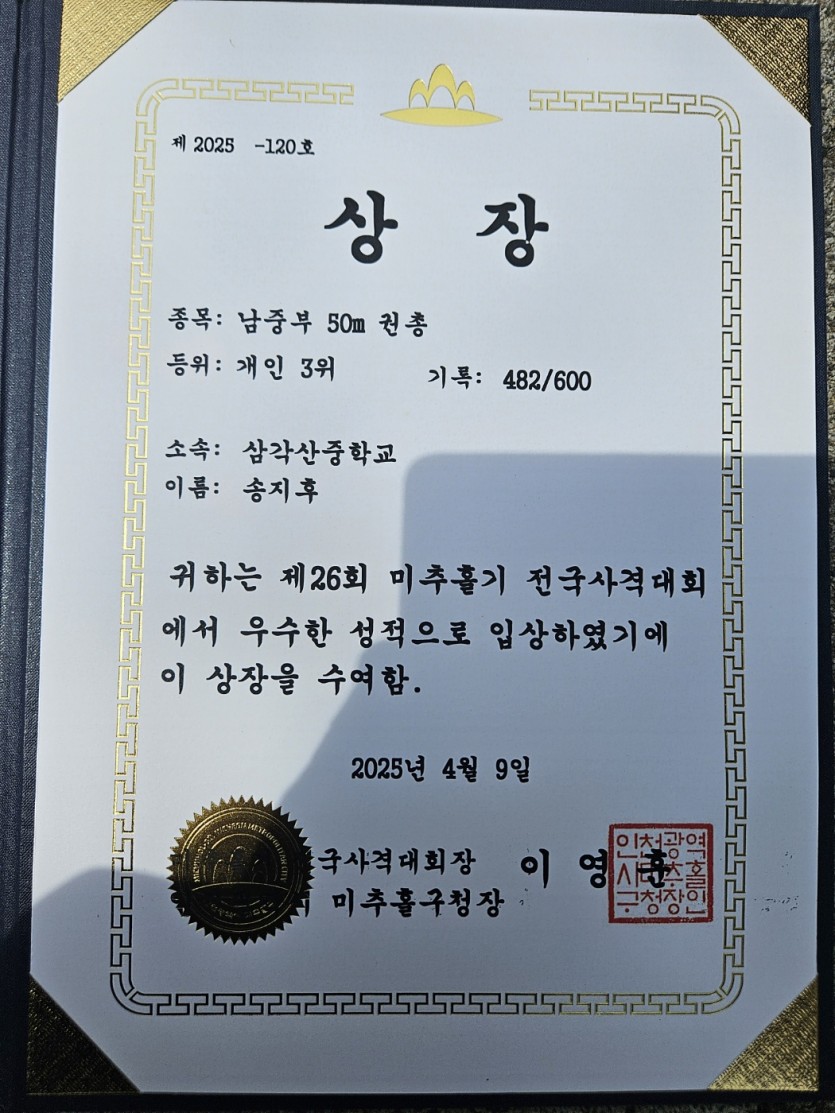 제 2025 -120호
상 장
종목: 남중부 50m 권총
등위: 개인 3위 기록: 482/600
소속: 삼각산중학교
이름: 송지후
귀하는 제26회 미추홀기 전국사격대회
에서 우수한 성적으로 입상하였기에
이 상장을 수여함.
2025년 4월 9일
국사격대회장 이 영 훈
미추홀구청장
인천광역
시미추홀
구청장인